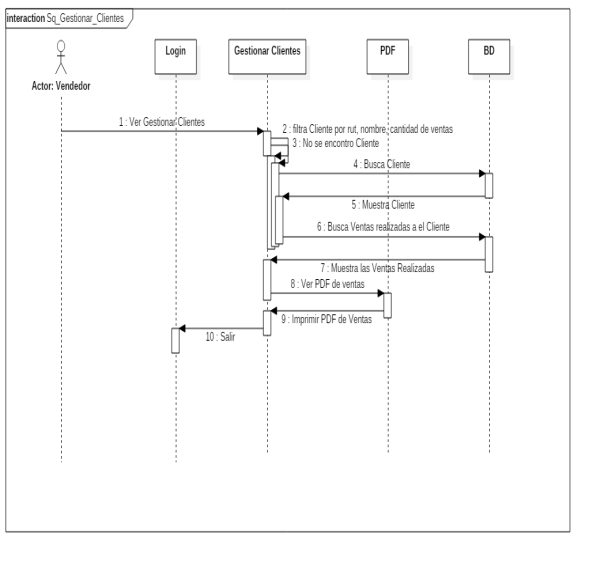 interaction Sq_Gestionar_Clientes
Login
Gestionar Clientes
PDF
BD
Actor: Vendedor
1 : Ver Gestionar Clientes
2 : filtra Cliente por rut, nombre, cantidad de ventas
3 : No se encontro Cliente
4 : Busca Cliente
5 : Muestra Cliente
6 : Busca Ventas realizadas a el Cliente
7 : Muestra las Ventas Realizadas
8 : Ver PDF de ventas
9 : Imprimir PDF de Ventas
10 : Salir